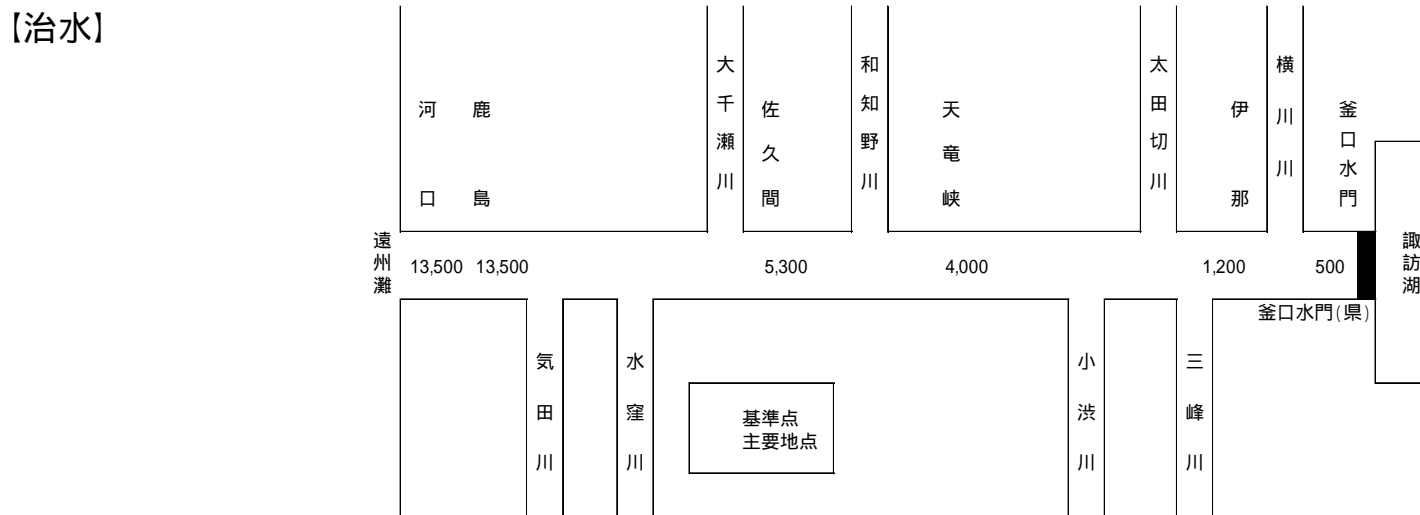 【治水】
大千瀬川
和知野川
太田切川
横川川
河口
鹿島
佐久間
天竜峡
伊那
釜口水門
遠州灘
13,500 13,500 5,300 4,000 1,200 500
諏訪湖
釜口水門(県)
気田川
水窪川
小渋川
三峰川
基準点
主要地点